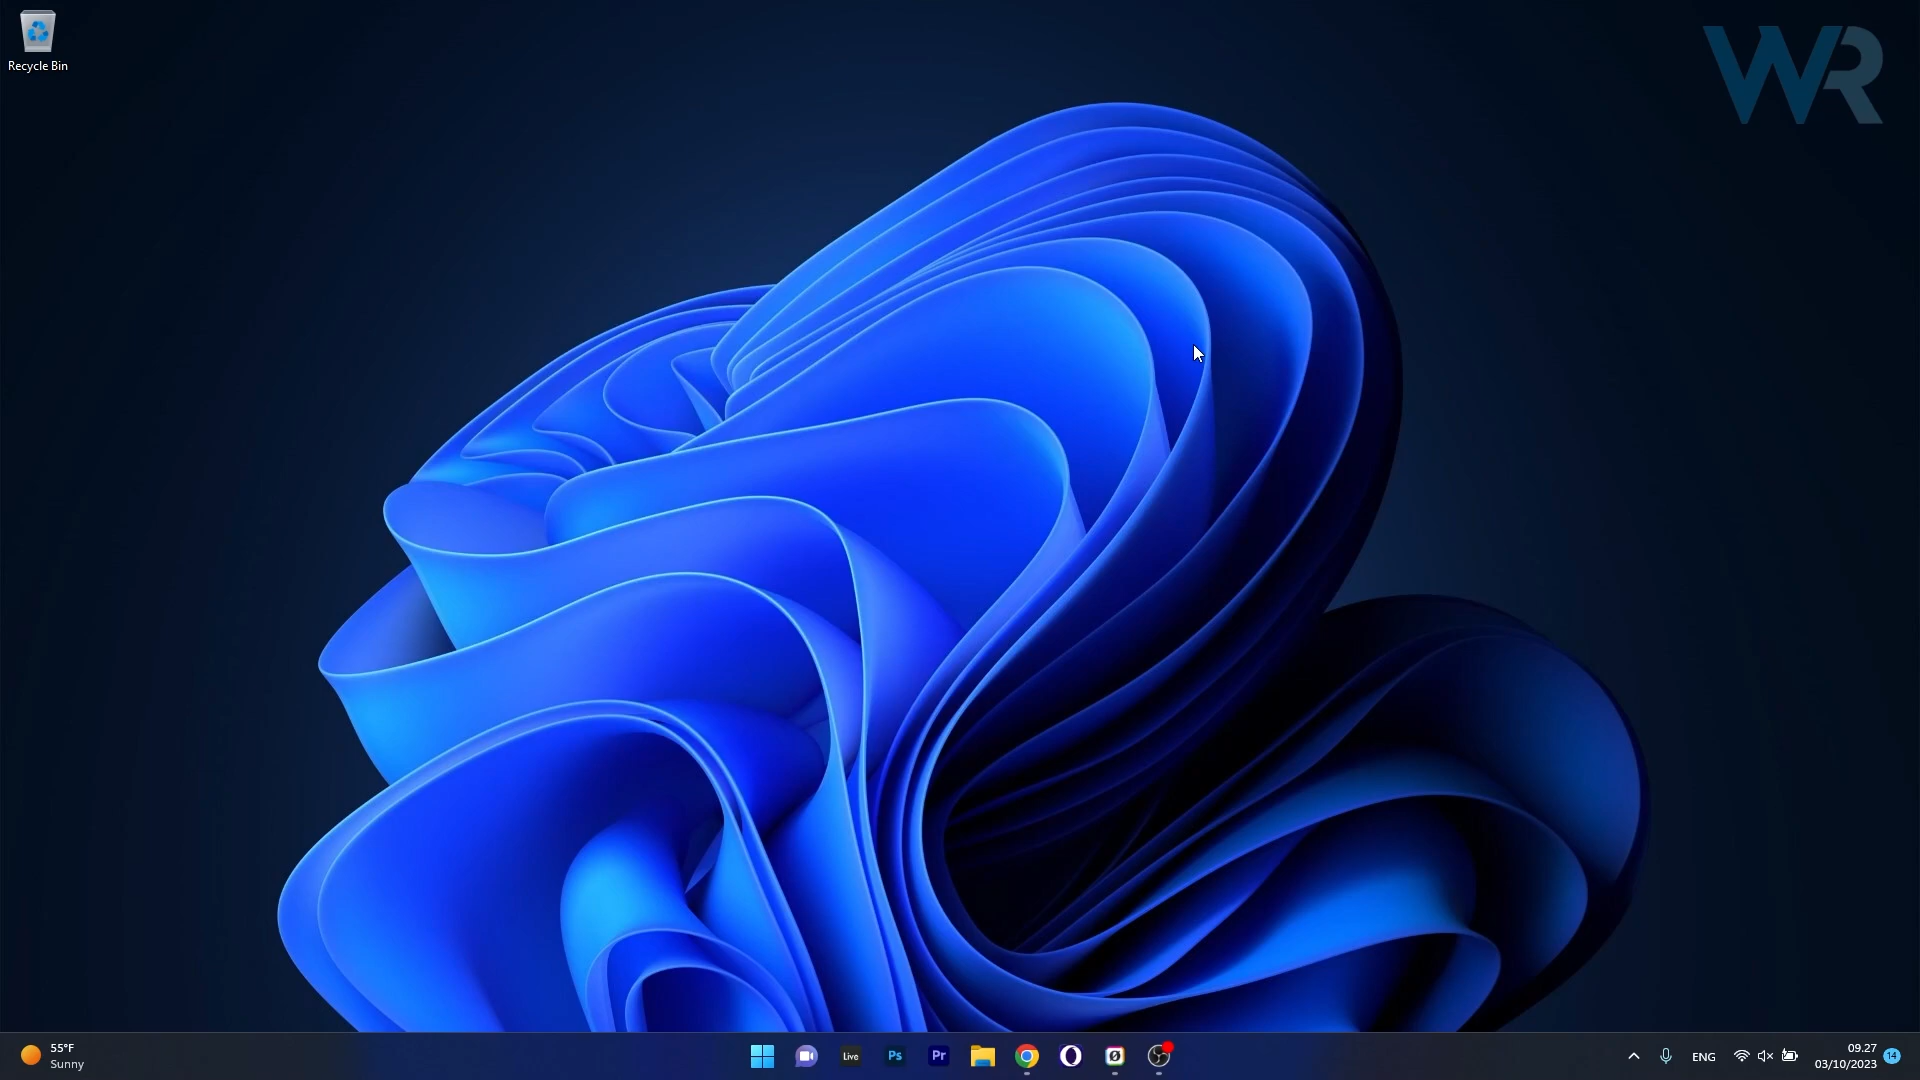 Recycle Bin
WR
55°F
Sunny
Live
Ps
Pr
ENG
09.27
03/10/2023
14